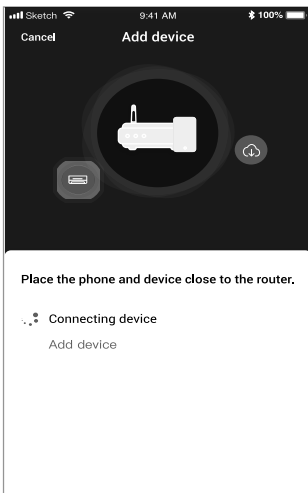 Sketch 9:41 AM 100%
Cancel Add device
Place the phone and device close to the router.
Connecting device
Add device